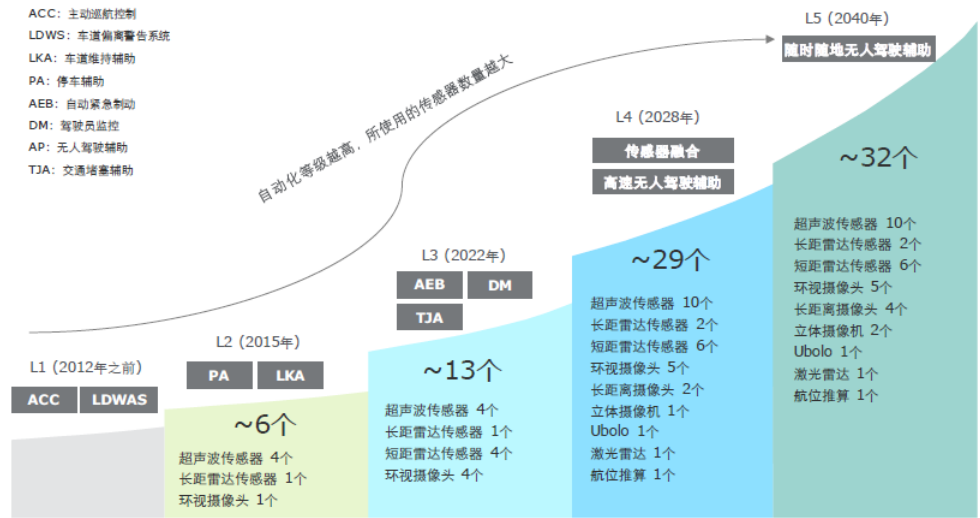 ACC：主动巡航控制
LDWS：车道偏离警告系统
LKA：车道维持辅助
PA：停车辅助
AEB：自动紧急制动
DM：驾驶员监控
AP：无人驾驶辅助
TJA：交通堵塞辅助
自动化等级越高，所使用的传感器数量越大
L1 (2012年之前)
ACC
LDWAS
L2 (2015年)
PA
LKA
~6个
超声波传感器 4个
长距雷达传感器 1个
环视摄像头 1个
L3 (2022年)
AEB
DM
TJA
~13个
超声波传感器 4个
长距雷达传感器 1个
短距雷达传感器 4个
环视摄像头 4个
L4 (2028年)
传感器融合
高速无人驾驶辅助
~29个
超声波传感器 10个
长距雷达传感器 2个
短距雷达传感器 6个
环视摄像头 5个
长距离摄像头 2个
立体摄像机 1个
Ubolo 1个
激光雷达 1个
航位推算 1个
L5 (2040年)
随时随地无人驾驶辅助
~32个
超声波传感器 10个
长距雷达传感器 2个
短距雷达传感器 6个
环视摄像头 5个
长距离摄像头 4个
立体摄像机 2个
Ubolo 1个
激光雷达 1个
航位推算 1个